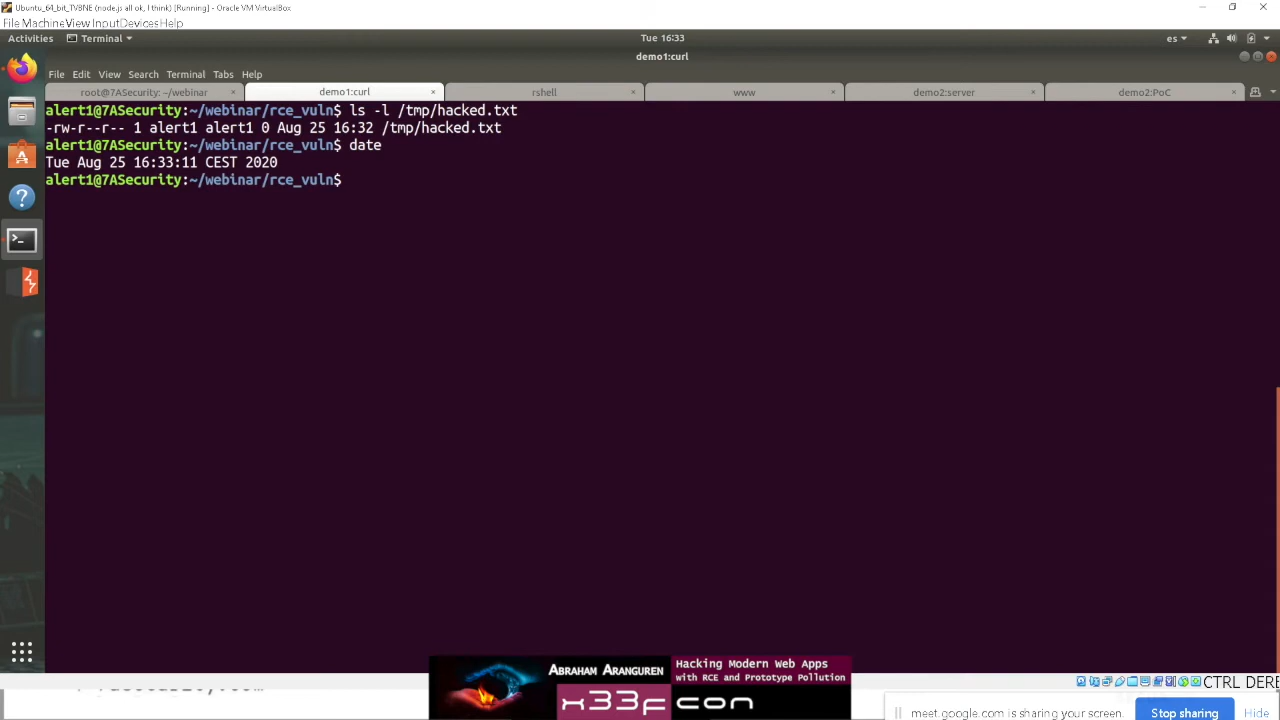 Ubuntu_64_bit_TV8NE (node.js all ok, I think) [Running] - Oracle VM VirtualBox
File Machine View Input Devices Help
Activities Terminal Tue 16:33 es
demo1:curl
File Edit View Search Terminal Tabs Help
root@7ASecurity: ~/webinar × demo1:curl × rshell × www × demo2:server × demo2:PoC ×
alert1@7ASecurity:~/webinar/rce_vuln$ ls -l /tmp/hacked.txt
-rw-r--r-- 1 alert1 alert1 0 Aug 25 16:32 /tmp/hacked.txt
alert1@7ASecurity:~/webinar/rce_vuln$ date
Tue Aug 25 16:33:11 CEST 2020
alert1@7ASecurity:~/webinar/rce_vuln$
Abraham Aranguren
Hacking Modern Web Apps
with RCE and Prototype Pollution
x33fcon
CTRL DERE
meet.google.com is sharing your screen. Stop sharing Hide